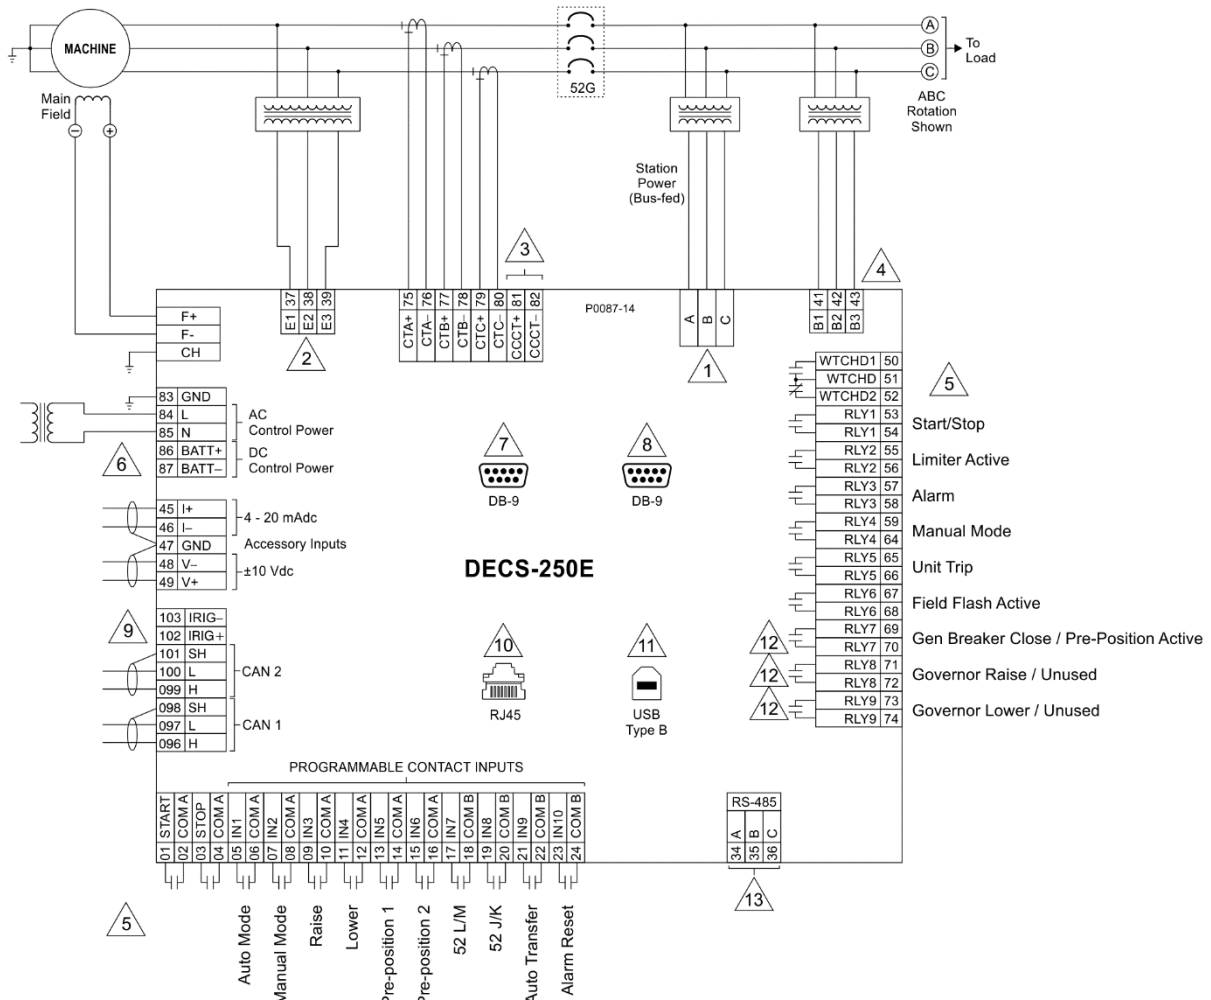 MACHINE
A
B
C
To
Load
52G
Main
Field
−
+
ABC
Rotation
Shown
Station
Power
(Bus-fed)
3
4
P0087-14
F+
F-
CH
E1 37
E2 38
E3 39
2
CTA+ 75
CTA– 76
CTB+ 77
CTB– 78
CTC+ 79
CTC– 80
CCCT+ 81
CCCT– 82
A
B
C
1
B1 41
B2 42
B3 43
83 GND
84 L
85 N
86 BATT+
87 BATT–
AC
Control Power
DC
Control Power
6
45 I+
46 I–
47 GND
48 V–
49 V+
4 - 20 mAdc
Accessory Inputs
±10 Vdc
9
103 IRIG–
102 IRIG+
101 SH
100 L
099 H
098 SH
097 L
096 H
CAN 2
CAN 1
7
DB-9
8
DB-9
DECS-250E
10
RJ45
11
USB
Type B
WTCHD1 50
WTCHD 51
WTCHD2 52
RLY1 53
RLY1 54
RLY2 55
RLY2 56
RLY3 57
RLY3 58
RLY4 59
RLY4 64
RLY5 65
RLY5 66
RLY6 67
RLY6 68
RLY7 69
RLY7 70
RLY8 71
RLY8 72
RLY9 73
RLY9 74
5
Start/Stop
Limiter Active
Alarm
Manual Mode
Unit Trip
Field Flash Active
12
Gen Breaker Close / Pre-Position Active
12
Governor Raise / Unused
12
Governor Lower / Unused
PROGRAMMABLE CONTACT INPUTS
01 START
02 COM A
03 STOP
04 COM A
05 IN1
06 COM A
07 IN2
08 COM A
09 IN3
10 COM A
11 IN4
12 COM A
13 IN5
14 COM A
15 IN6
16 COM A
17 IN7
18 COM B
19 IN8
20 COM B
21 IN9
22 COM B
23 IN10
24 COM B
RS-485
34 A
35 B
36 C
13
5
Auto Mode
Manual Mode
Raise
Lower
Pre-position 1
Pre-position 2
52 L/M
52 J/K
Auto Transfer
Alarm Reset